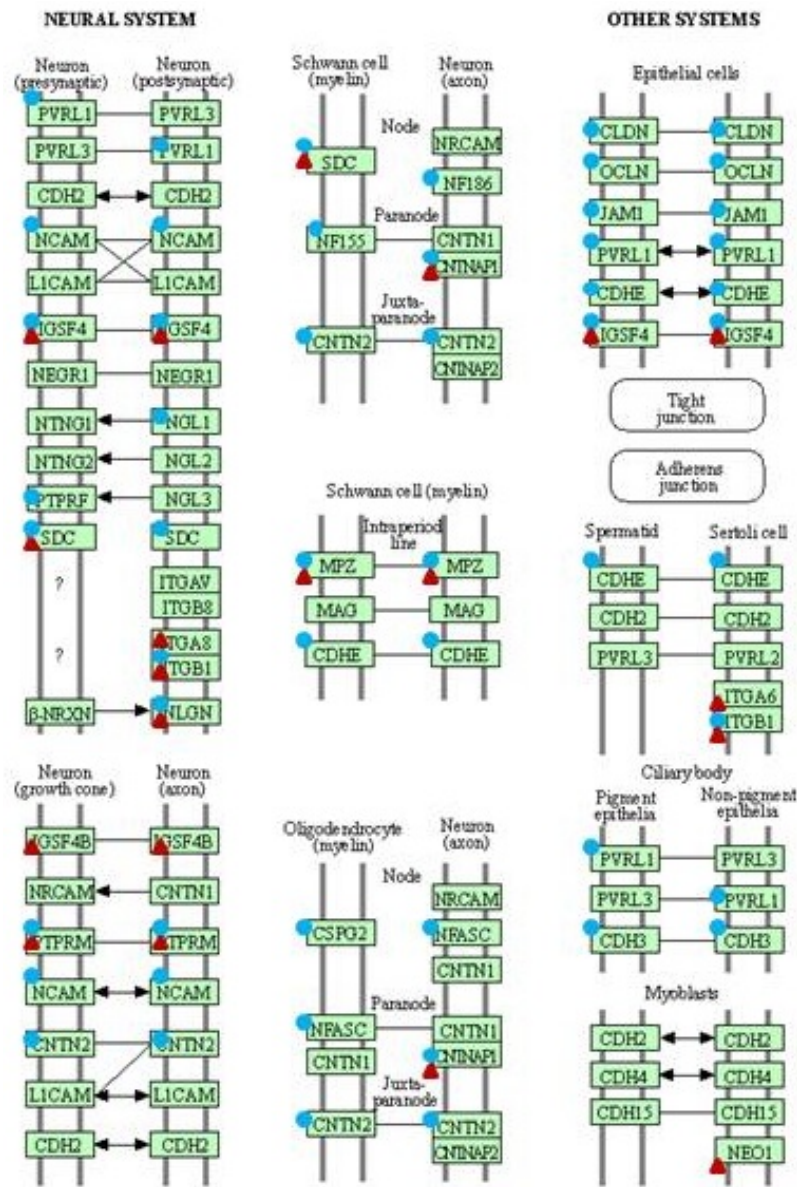 NEURAL SYSTEM
Neuron
(presynaptic)
Neuron
(postsynaptic)
PVRL1
PVRL3
PVRL3
PVRL1
CDH2
CDH2
NCAM
NCAM
L1CAM
L1CAM
IGSF4
IGSF4
NEGR1
NEGR1
NTNG1
NGL1
NTNG2
NGL2
PTPRF
NGL3
SDC
SDC
?
ITGAV
ITGB8
?
ITGA8
ITGB1
β-NRXN
NLGN
Neuron
(growth cone)
Neuron
(axon)
IGSF4B
IGSF4B
NRCAM
CNTN1
PTPRM
PTPRM
NCAM
NCAM
CNTN2
CNTN2
L1CAM
L1CAM
CDH2
CDH2
Schwann cell
(myelin)
Neuron
(axon)
Node
NRCAM
SDC
NF186
Paranode
NF155
CNTN1
CNTNAP1
Juxta-
paranode
CNTN2
CNTN2
CNTNAP2
Schwann cell (myelin)
Intraperiod
line
MPZ
MPZ
MAG
MAG
CDHE
CDHE
Oligodendrocyte
(myelin)
Neuron
(axon)
Node
NRCAM
CSPG2
NFASC
CNTN1
Paranode
NFASC
CNTN1
CNTN1
CNTNAP1
Juxta-
paranode
CNTN2
CNTN2
CNTNAP2
OTHER SYSTEMS
Epithelial cells
CLDN
CLDN
OCLN
OCLN
JAM1
JAM1
PVRL1
PVRL1
CDHE
CDHE
IGSF4
IGSF4
Tight
junction
Adherens
junction
Spermatid
Sertoli cell
CDHE
CDHE
CDH2
CDH2
PVRL3
PVRL2
ITGA6
ITGB1
Ciliary body
Pigment
epithelia
Non-pigment
epithelia
PVRL1
PVRL3
PVRL3
PVRL1
CDH3
CDH3
Myoblasts
CDH2
CDH2
CDH4
CDH4
CDH15
CDH15
NEO1